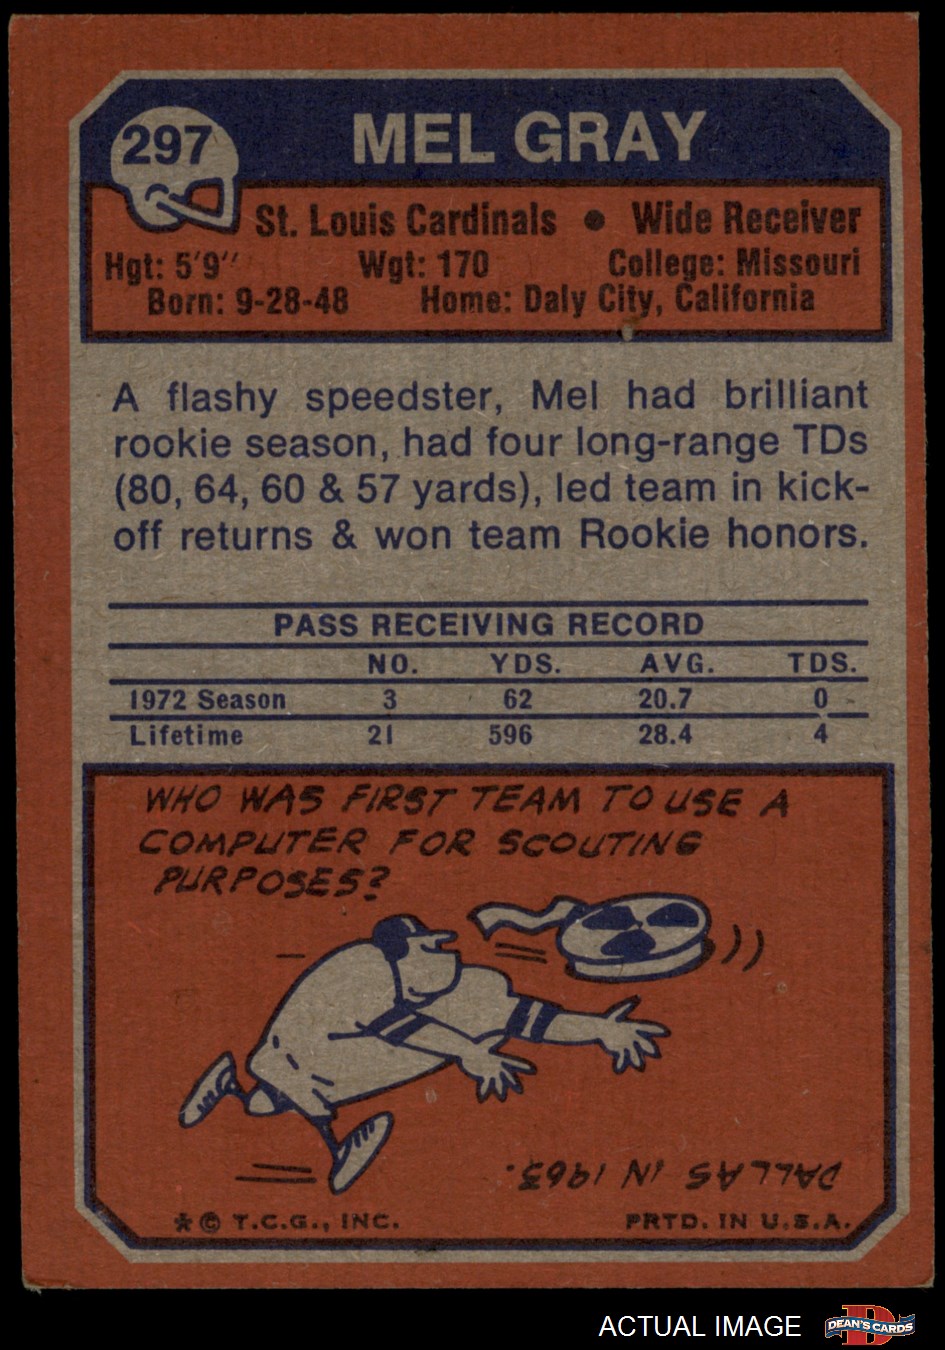 297
MEL GRAY
St. Louis Cardinals • Wide Receiver
Hgt: 5'9" Wgt: 170 College: Missouri
Born: 9-28-48 Home: Daly City, California
A flashy speedster, Mel had brilliant
rookie season, had four long-range TDs
(80, 64, 60 & 57 yards), led team in kick-
off returns & won team Rookie honors.
PASS RECEIVING RECORD
NO. YDS. AVG. TDS.
1972 Season 3 62 20.7 0
Lifetime 21 596 28.4 4
WHO WAS FIRST TEAM TO USE A
COMPUTER FOR SCOUTING
PURPOSES?
DALLAS IN 1963.
* © T.C.G., INC. PRTD. IN U.S.A.
ACTUAL IMAGE DEAN'S CARDS